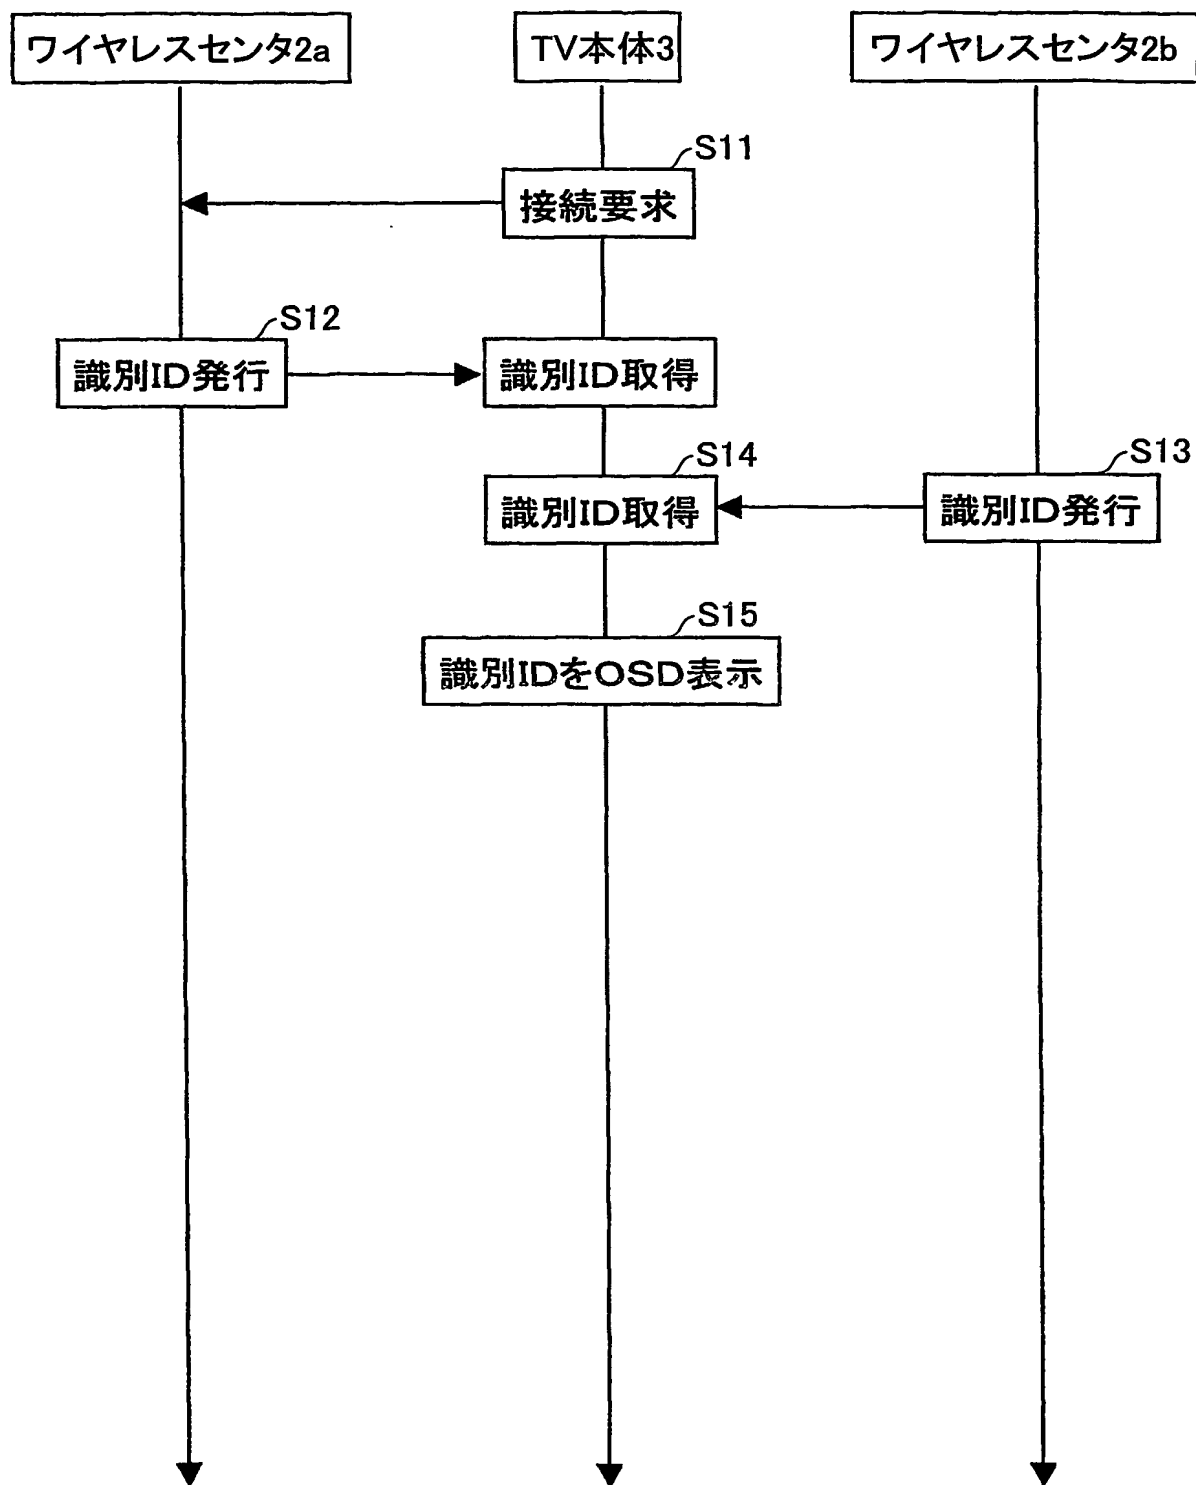 ワイヤレスセンタ2a
TV本体3
ワイヤレスセンタ2b
S11
接続要求
S12
識別ID発行
識別ID取得
S14
識別ID取得
S13
識別ID発行
S15
識別IDをOSD表示